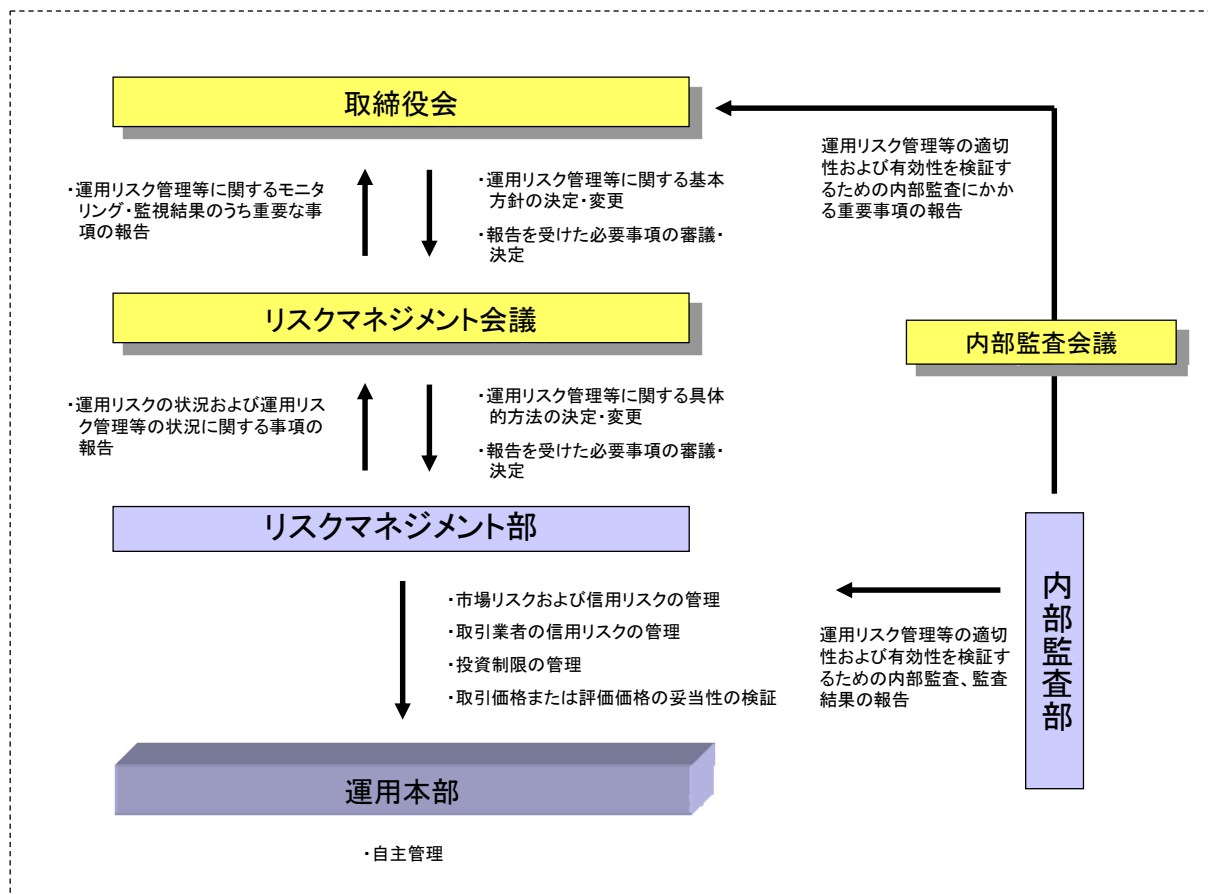 取締役会
・運用リスク管理等に関するモニ
タリング・監視結果のうち重要な事
項の報告
・運用リスク管理等に関する基本
方針の決定・変更
・報告を受けた必要事項の審議・
決定
運用リスク管理等の適切
性および有効性を検証す
るための内部監査にかか
る重要事項の報告
リスクマネジメント会議
内部監査会議
・運用リスクの状況および運用リス
ク管理等の状況に関する事項の
報告
・運用リスク管理等に関する具体
的方法の決定・変更
・報告を受けた必要事項の審議・
決定
リスクマネジメント部
・市場リスクおよび信用リスクの管理
・取引業者の信用リスクの管理
・投資制限の管理
・取引価格または評価価格の妥当性の検証
運用リスク管理等の適切
性および有効性を検証す
るための内部監査、監査
結果の報告
内部監査部
運用本部
・自主管理